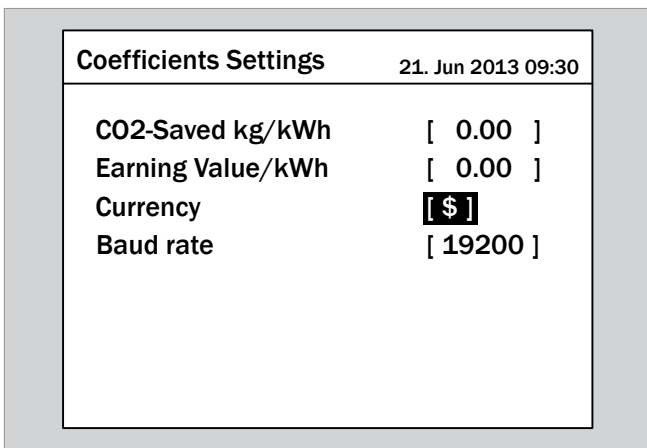 Coefficients Settings 21. Jun 2013 09:30
CO2-Saved kg/kWh [ 0.00 ]
Earning Value/kWh [ 0.00 ]
Currency [ $ ]
Baud rate [ 19200 ]